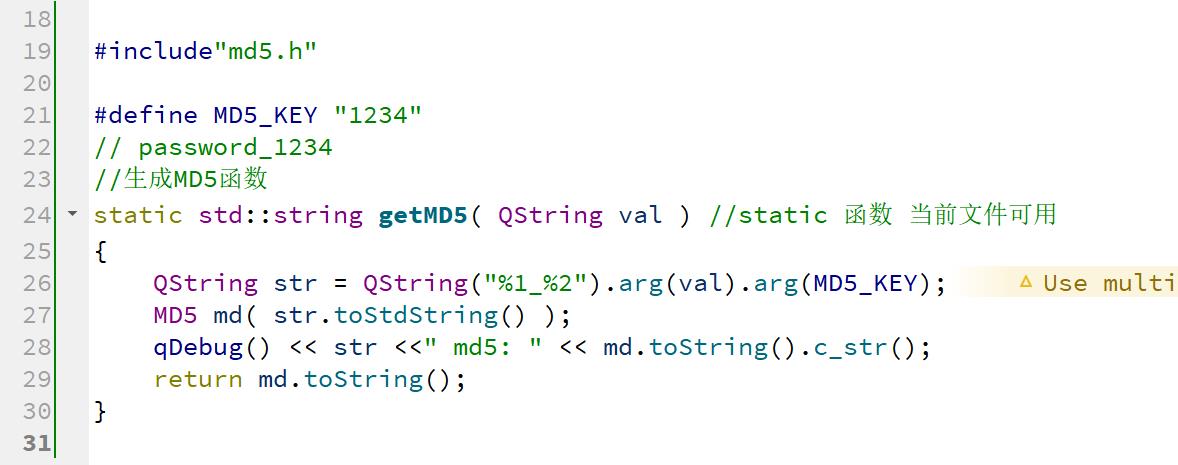 18
19 #include"md5.h"
20
21 #define MD5_KEY "1234"
22 // password_1234
23 //生成MD5函数
24 static std::string getMD5( QString val ) //static 函数 当前文件可用
25 {
26 QString str = QString("%1_%2").arg(val).arg(MD5_KEY); Use multi
27 MD5 md( str.toStdString() );
28 qDebug() << str <<" md5: " << md.toString().c_str();
29 return md.toString();
30 }
31